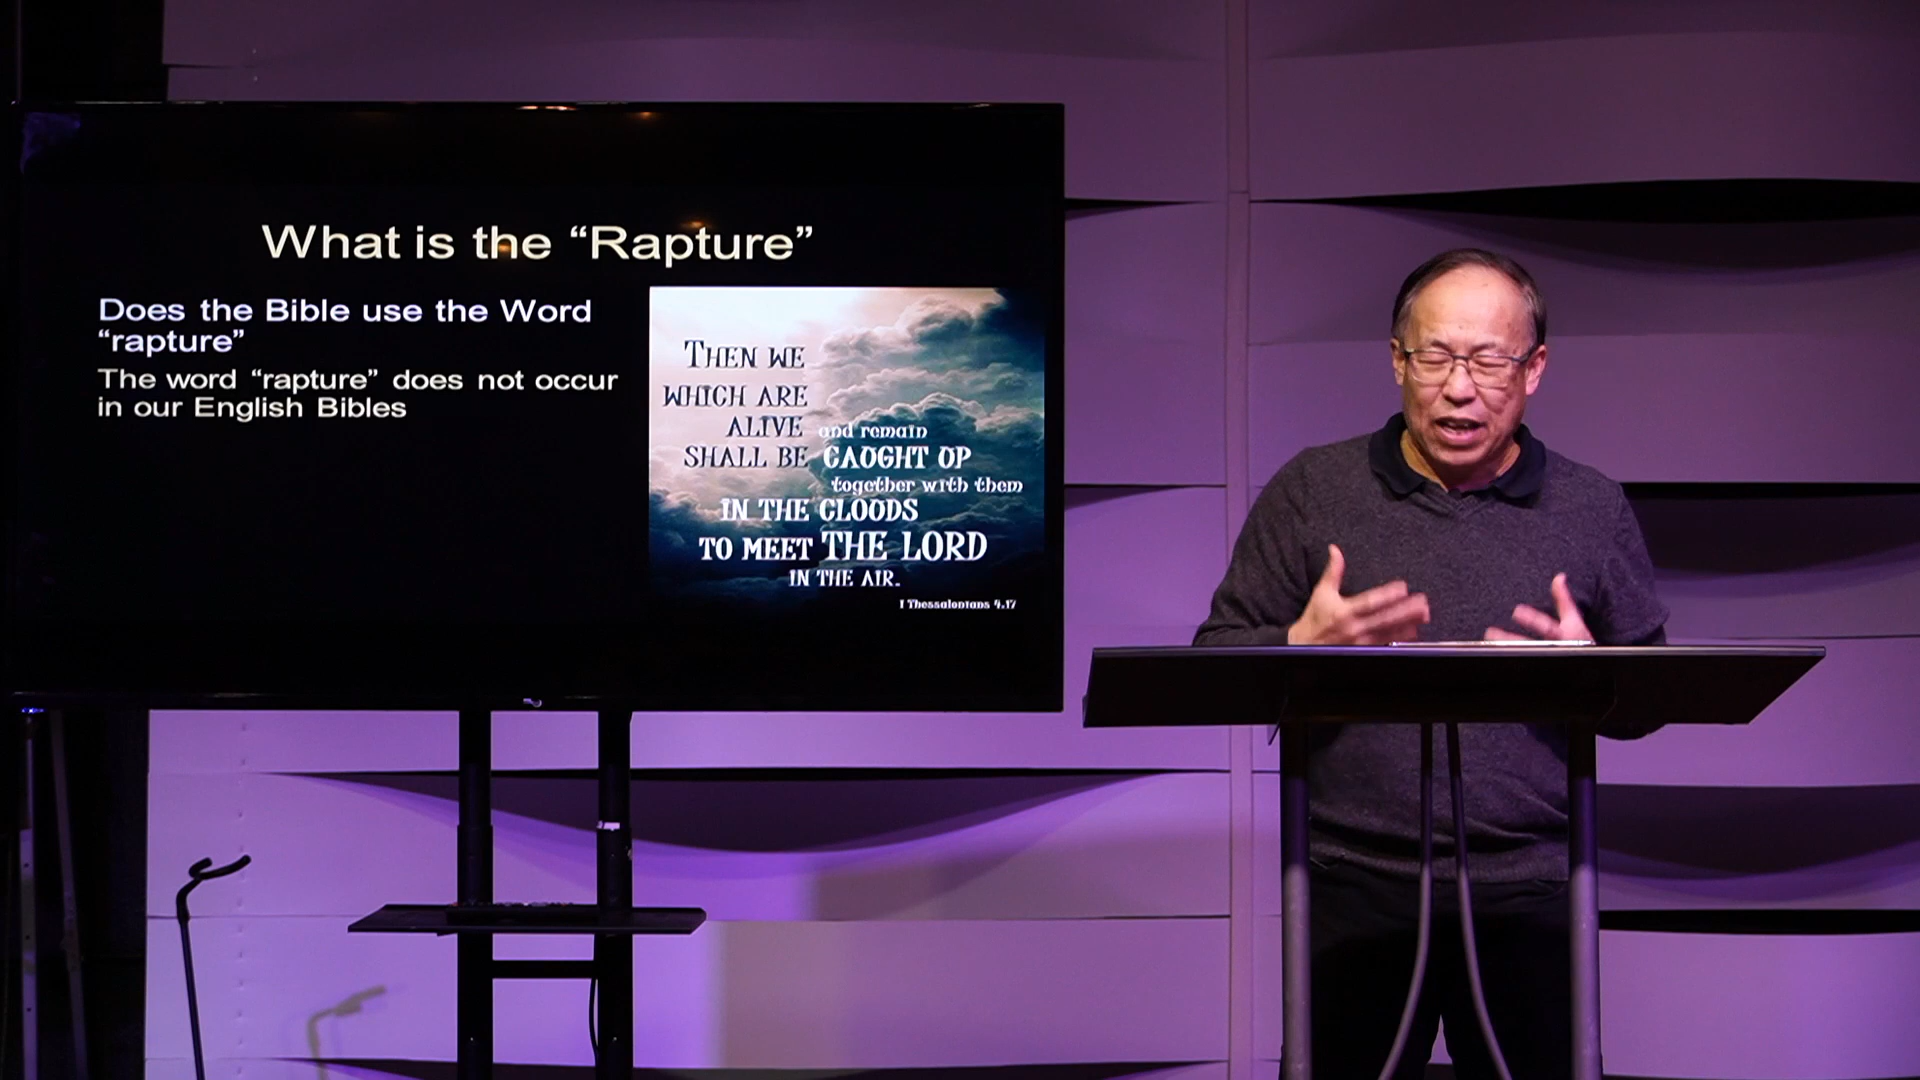 What is the “Rapture”
Does the Bible use the Word
“rapture”
The word “rapture” does not occur
in our English Bibles
THEN WE
WHICH ARE
ALIVE and remain
SHALL BE CAUGHT UP
together with them
IN THE CLOUDS
TO MEET THE LORD
IN THE AIR.
1 Thessalonians 4.17